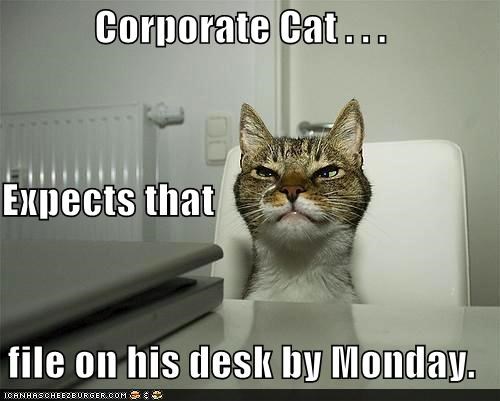 Corporate Cat . . .
Expects that
file on his desk by Monday.
ICANHASCHEEZBURGER.COM